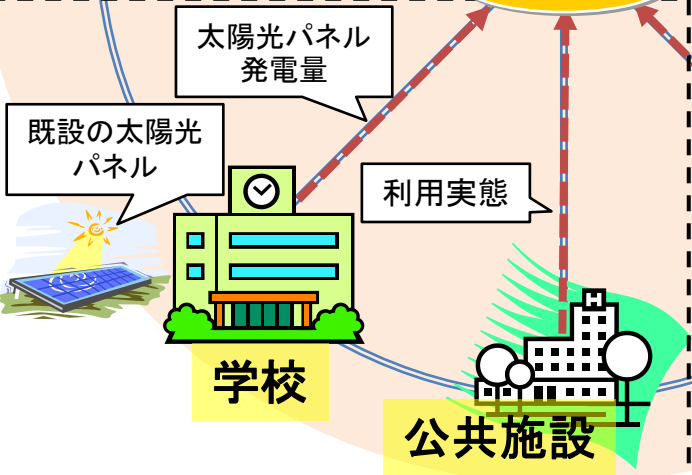 太陽光パネル
発電量
既設の太陽光
パネル
利用実態
学校
公共施設